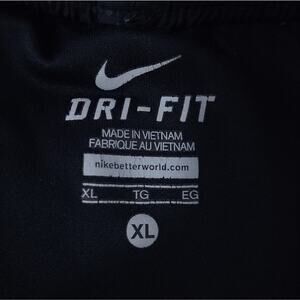 DRI-FIT
MADE IN VIETNAM
FABRIQUE AU VIETNAM
nikebetterworld.com
XL TG EG
XL